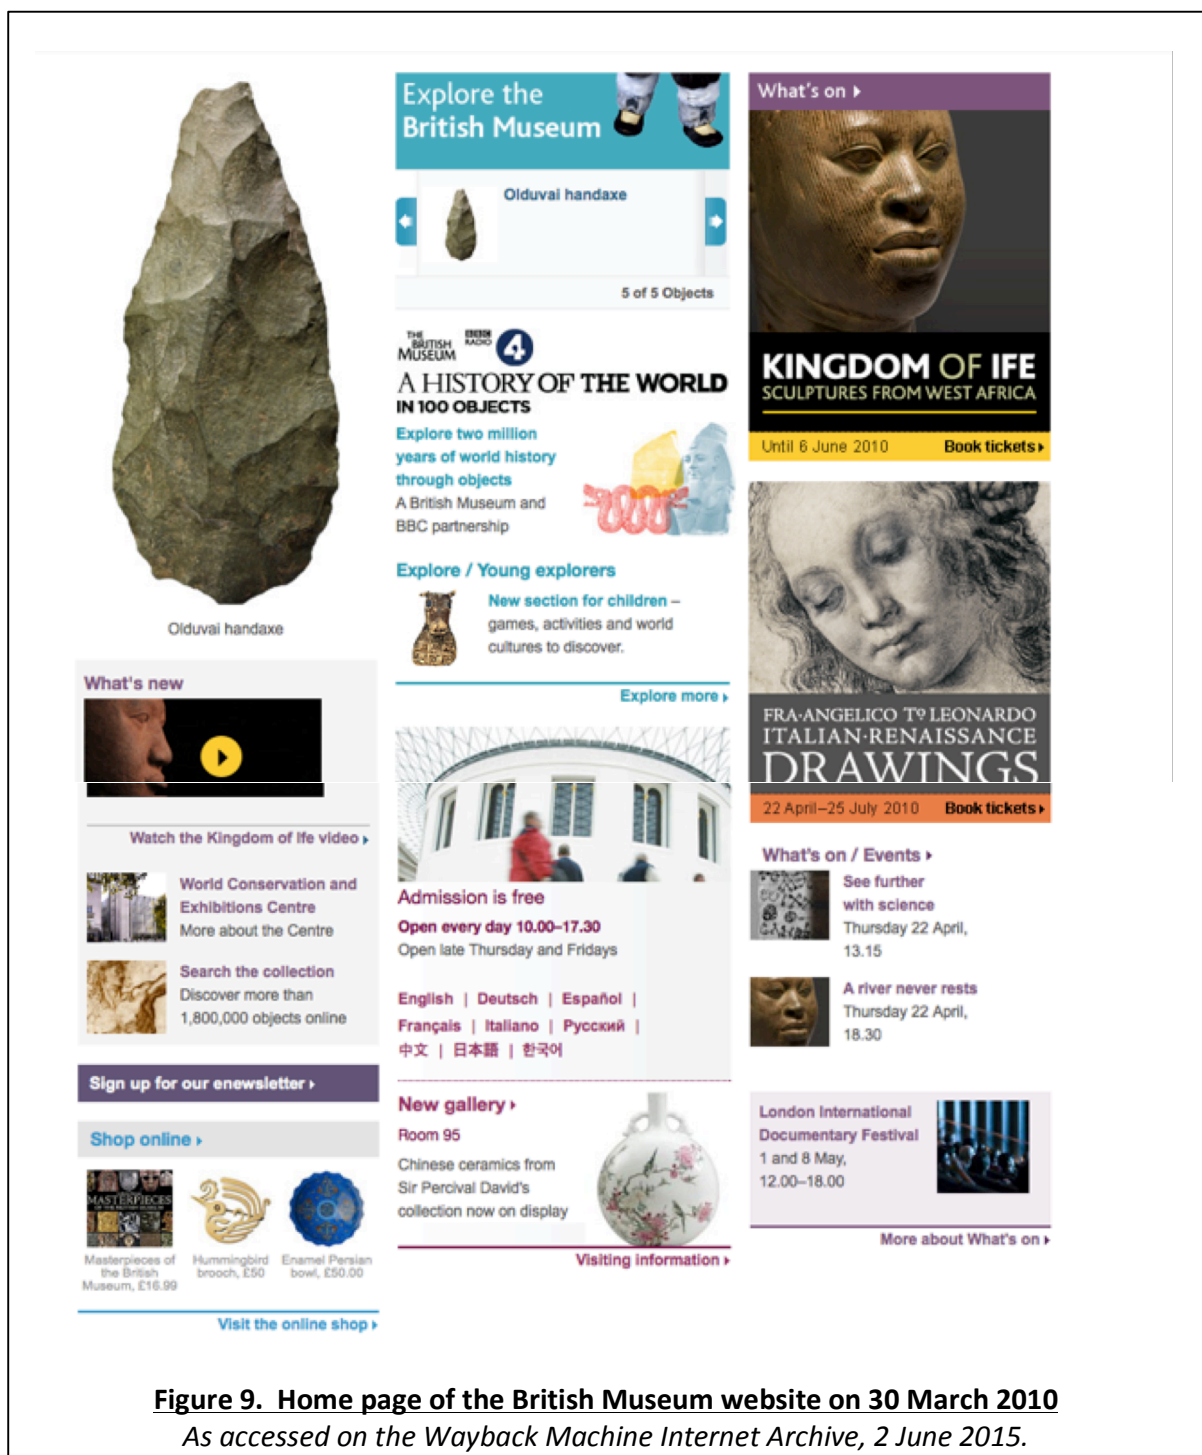 Olduvai handaxe
What's new
Watch the Kingdom of Ife video
World Conservation and
Exhibitions Centre
More about the Centre
Search the collection
Discover more than
1,800,000 objects online
Sign up for our enewsletter
Shop online
MASTERPIECES
Masterpieces of
the British
Museum, £16.99
Hummingbird
brooch, £50
Enamel Persian
bowl, £50.00
Visit the online shop
Explore the
British Museum
Olduvai handaxe
5 of 5 Objects
THE
BRITISH
MUSEUM
BBC
RADIO
4
A HISTORY OF THE WORLD
IN 100 OBJECTS
Explore two million
years of world history
through objects
A British Museum and
BBC partnership
Explore / Young explorers
New section for children –
games, activities and world
cultures to discover.
Explore more
Admission is free
Open every day 10.00–17.30
Open late Thursday and Fridays
English | Deutsch | Español |
Français | Italiano | Русский |
中文 | 日本語 | 한국어
New gallery
Room 95
Chinese ceramics from
Sir Percival David's
collection now on display
Visiting information
What's on
KINGDOM OF IFE
SCULPTURES FROM WEST AFRICA
Until 6 June 2010 Book tickets
FRA·ANGELICO TO LEONARDO
ITALIAN·RENAISSANCE
DRAWINGS
22 April–25 July 2010 Book tickets
What's on / Events
See further
with science
Thursday 22 April,
13.15
A river never rests
Thursday 22 April,
18.30
London International
Documentary Festival
1 and 8 May,
12.00–18.00
More about What's on
Figure 9. Home page of the British Museum website on 30 March 2010
As accessed on the Wayback Machine Internet Archive, 2 June 2015.